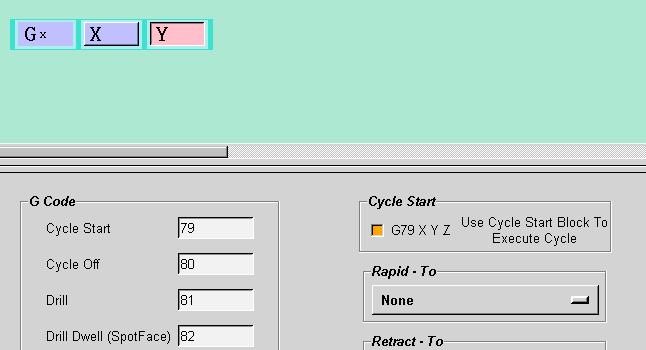 G x X Y
G Code
Cycle Start 79
Cycle Off 80
Drill 81
Drill Dwell (SpotFace) 82
Cycle Start
G79 X Y Z Use Cycle Start Block To
Execute Cycle
Rapid - To
None
Retract - To